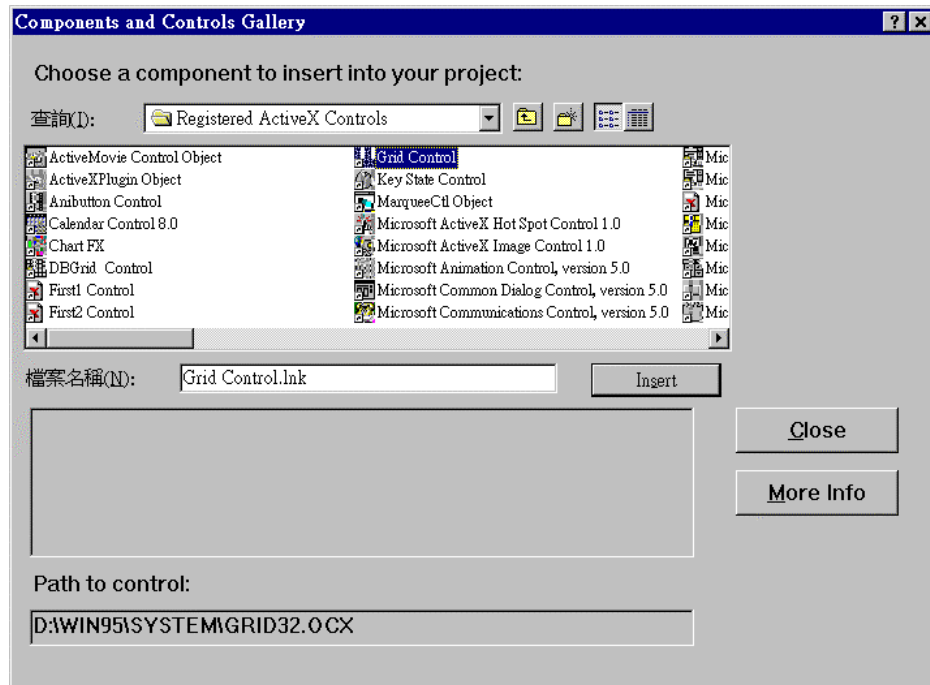 Components and Controls Gallery
Choose a component to insert into your project:
查詢(I): Registered ActiveX Controls
ActiveMovie Control Object Grid Control Mic
ActiveXPlugin Object Key State Control Mic
Anibutton Control MarqueeCtl Object Mic
Calendar Control 8.0 Microsoft ActiveX Hot Spot Control 1.0 Mic
Chart FX Microsoft ActiveX Image Control 1.0 Mic
DBGrid Control Microsoft Animation Control, version 5.0 Mic
First1 Control Microsoft Common Dialog Control, version 5.0 Mic
First2 Control Microsoft Communications Control, version 5.0 Mic
檔案名稱(N): Grid Control.lnk Insert
Close
More Info
Path to control:
D:\WIN95\SYSTEM\GRID32.OCX